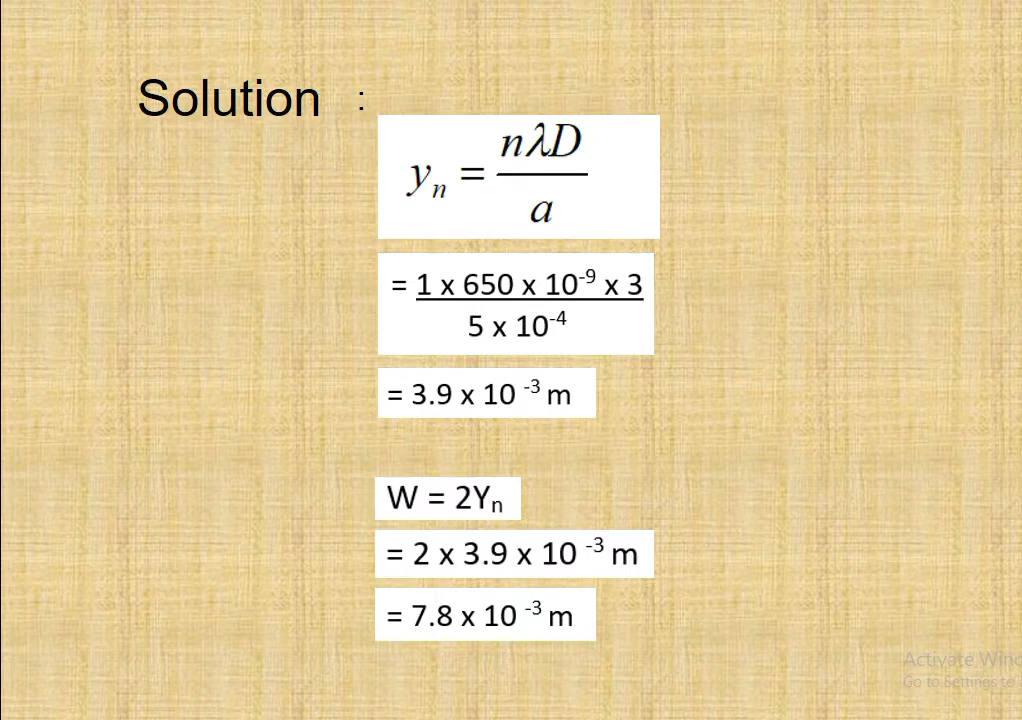 Solution :
yₙ = nλD
a
= 1 x 650 x 10⁻⁹ x 3
5 x 10⁻⁴
= 3.9 x 10 ⁻³ m
W = 2Yₙ
= 2 x 3.9 x 10 ⁻³ m
= 7.8 x 10 ⁻³ m
Activate Winc
Go to Settings to